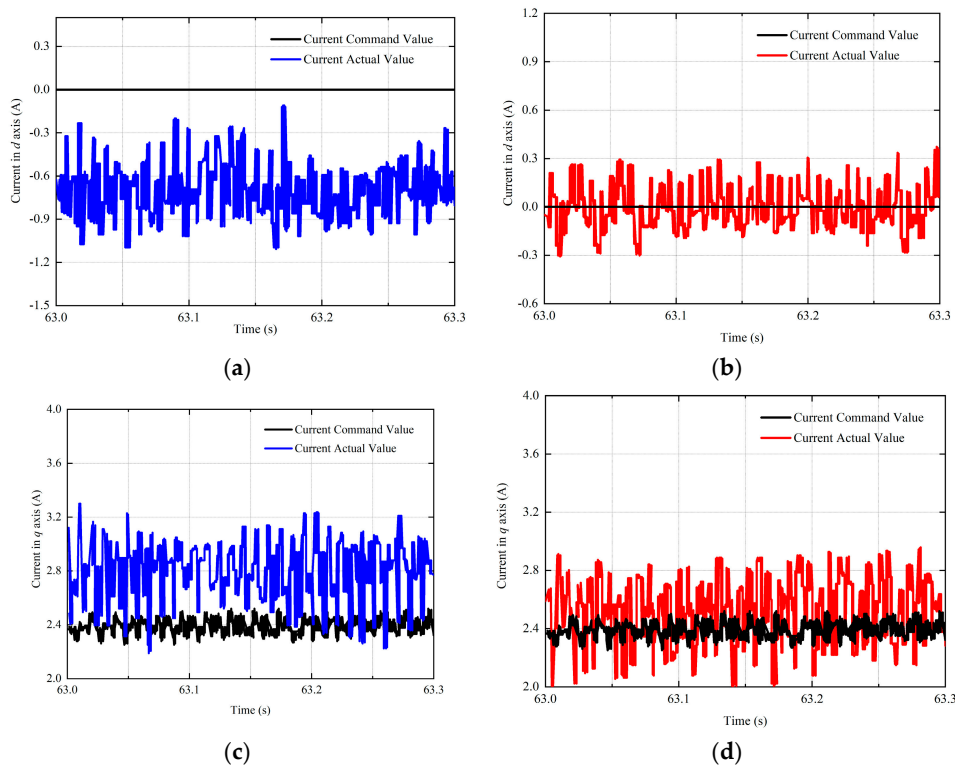 0.3
0.0
-0.3
-0.6
-0.9
-1.2
-1.5
Current in d axis (A)
Current Command Value
Current Actual Value
63.0 63.1 63.2 63.3
Time (s)
(a)
1.2
0.9
0.6
0.3
0.0
-0.3
-0.6
Current in d axis (A)
Current Command Value
Current Actual Value
63.0 63.1 63.2 63.3
Time (s)
(b)
4.0
3.6
3.2
2.8
2.4
2.0
Current in q axis (A)
Current Command Value
Current Actual Value
63.0 63.1 63.2 63.3
Time (s)
(c)
4.0
3.6
3.2
2.8
2.4
2.0
Current in q axis (A)
Current Command Value
Current Actual Value
63.0 63.1 63.2 63.3
Time (s)
(d)